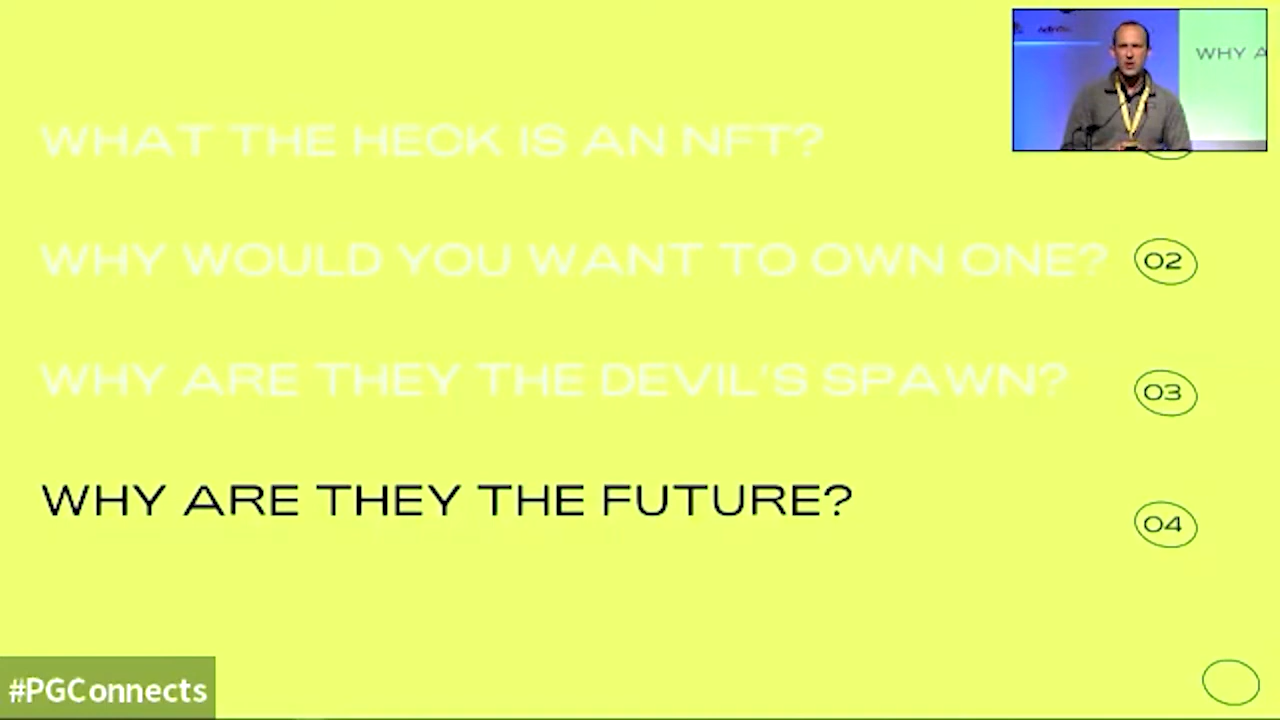 WHAT THE HECK IS AN NFT?
WHY A
WHY WOULD YOU WANT TO OWN ONE? 02
WHY ARE THEY THE DEVIL'S SPAWN? 03
WHY ARE THEY THE FUTURE? 04
#PGConnects